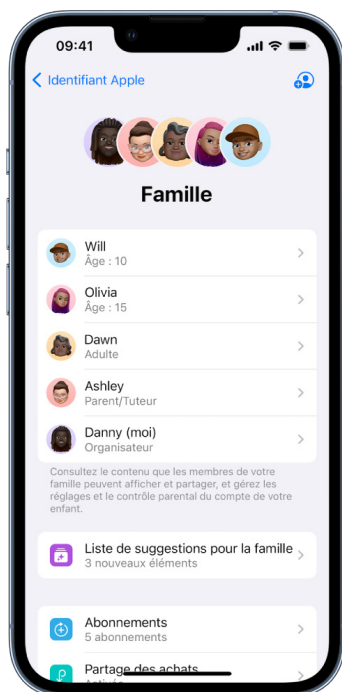 09:41
Identifiant Apple
Famille
Will
Âge : 10
Olivia
Âge : 15
Dawn
Adulte
Ashley
Parent/Tuteur
Danny (moi)
Organisateur
Consultez le contenu que les membres de votre
famille peuvent afficher et partager, et gérez les
réglages et le contrôle parental du compte de votre
enfant.
Liste de suggestions pour la famille
3 nouveaux éléments
Abonnements
5 abonnements
Partage des achats